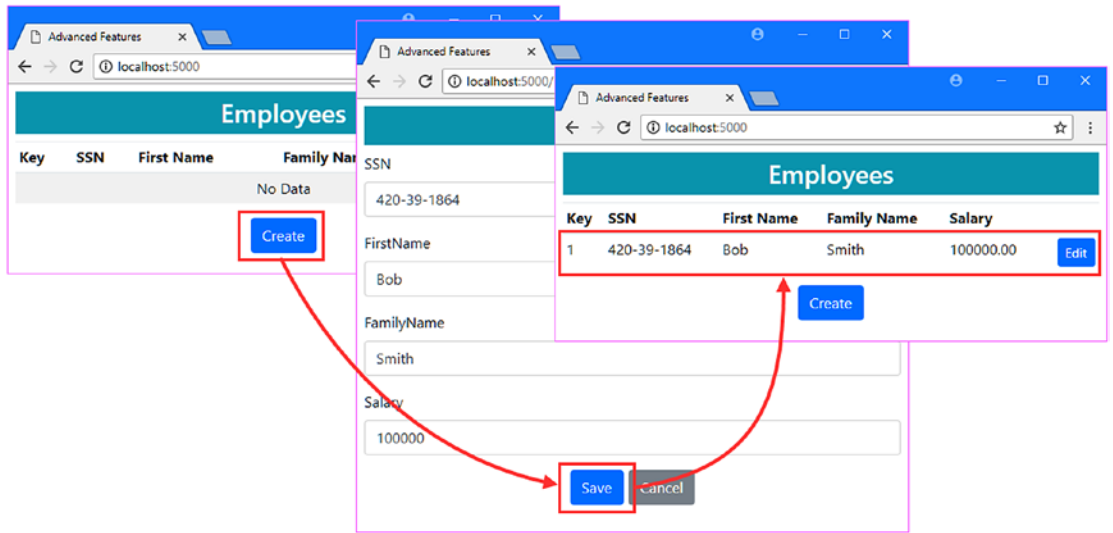 Advanced Features
localhost:5000
Employees
Key SSN First Name Family Nar
No Data
Create
Advanced Features
localhost:5000/
SSN
420-39-1864
FirstName
Bob
FamilyName
Smith
Salary
100000
Save Cancel
Advanced Features
localhost:5000
Employees
Key SSN First Name Family Name Salary
1 420-39-1864 Bob Smith 100000.00 Edit
Create